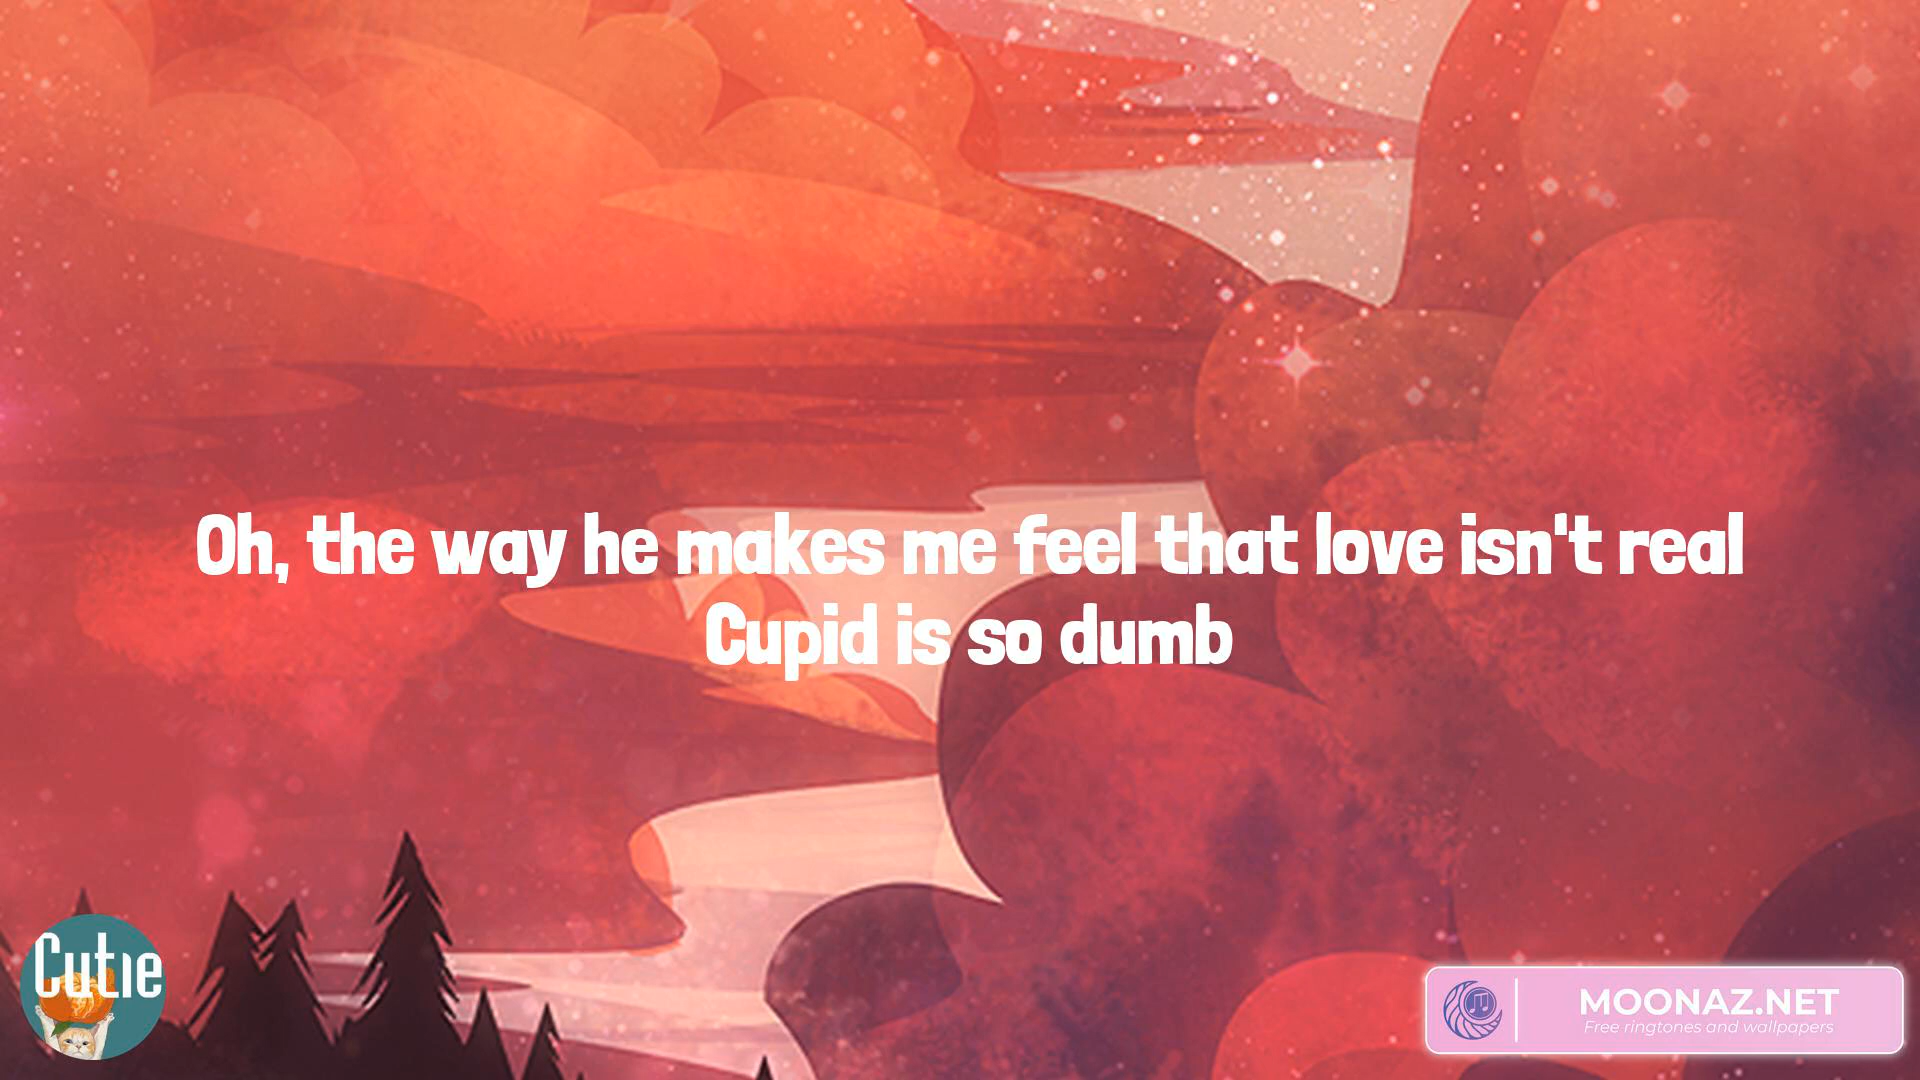 Oh, the way he makes me feel that love isn't real
Cupid is so dumb
Cutie
MOONAZ.NET
Free ringtones and wallpapers